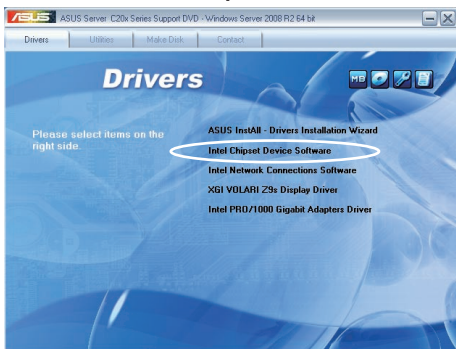 ASUS
ASUS Server C20x Series Support DVD - Windows Server 2008 R2 64 bit
Drivers
Utilities
Make Disk
Contact
Drivers
MB
Please select items on the right side.
ASUS InstAll - Drivers Installation Wizard
Intel Chipset Device Software
Intel Network Connections Software
XGI VOLARI Z9s Display Driver
Intel PRO/1000 Gigabit Adapters Driver